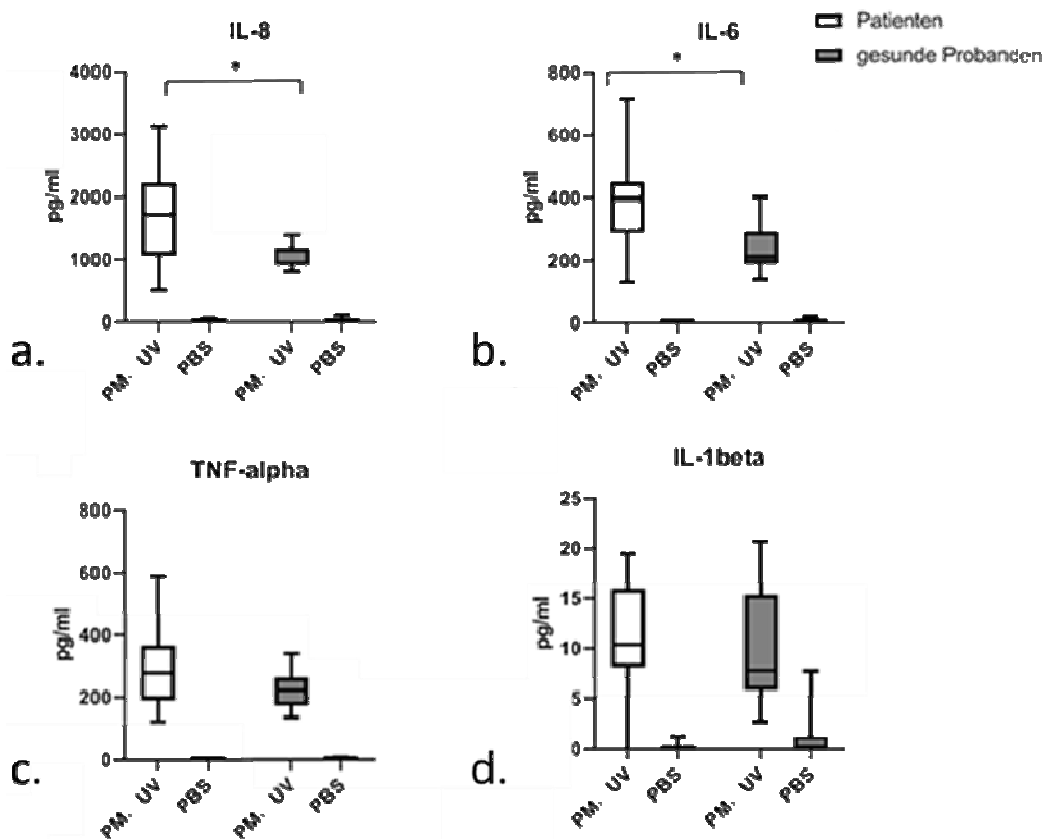 Patienten
gesunde Probanden
IL-8
*
4000
3000
2000
1000
0
pg/ml
PM, UV
PBS
PM, UV
PBS
a.
IL-6
*
800
600
400
200
0
pg/ml
PM, UV
PBS
PM, UV
PBS
b.
TNF-alpha
800
600
400
200
0
pg/ml
PM, UV
PBS
PM, UV
PBS
c.
IL-1beta
25
20
15
10
5
0
pg/ml
PM, UV
PBS
PM, UV
PBS
d.